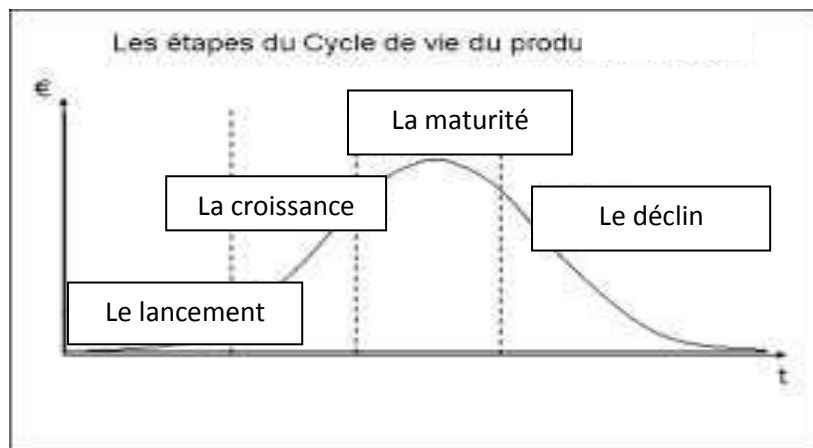 Les étapes du Cycle de vie du produ
€
La maturité
La croissance
Le déclin
Le lancement
t